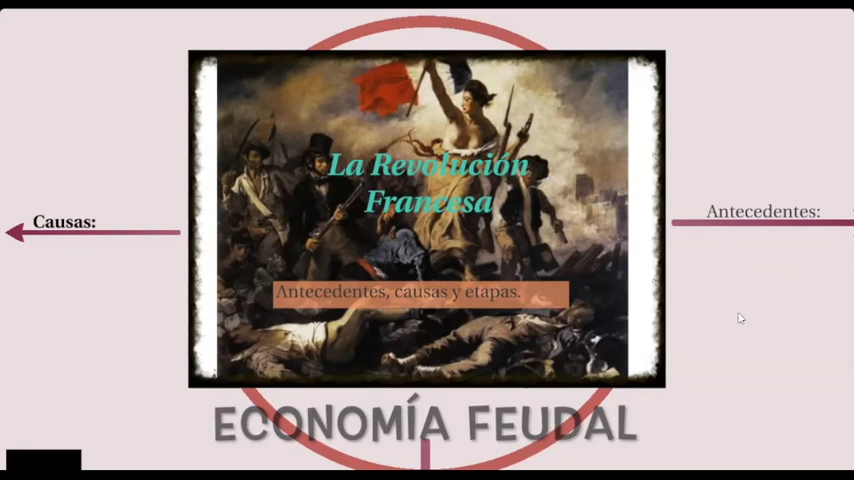 La Revolución
Francesa
Causas:
Antecedentes:
Antecedentes, causas y etapas.
ECONOMÍA FEUDAL